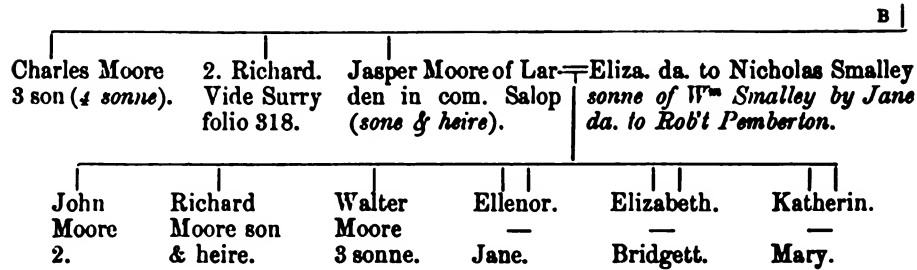 B
Charles Moore
3 son (4 sonne).
2. Richard.
Vide Surry
folio 318.
Jasper Moore of Lar-
den in com. Salop
(sone & heire).
Eliza. da. to Nicholas Smalley
sonne of Wm Smalley by Jane
da. to Rob't Pemberton.
John
Moore
2.
Richard
Moore son
& heire.
Walter
Moore
3 sonne.
Ellenor.
—
Jane.
Elizabeth.
—
Bridgett.
Katherin.
—
Mary.